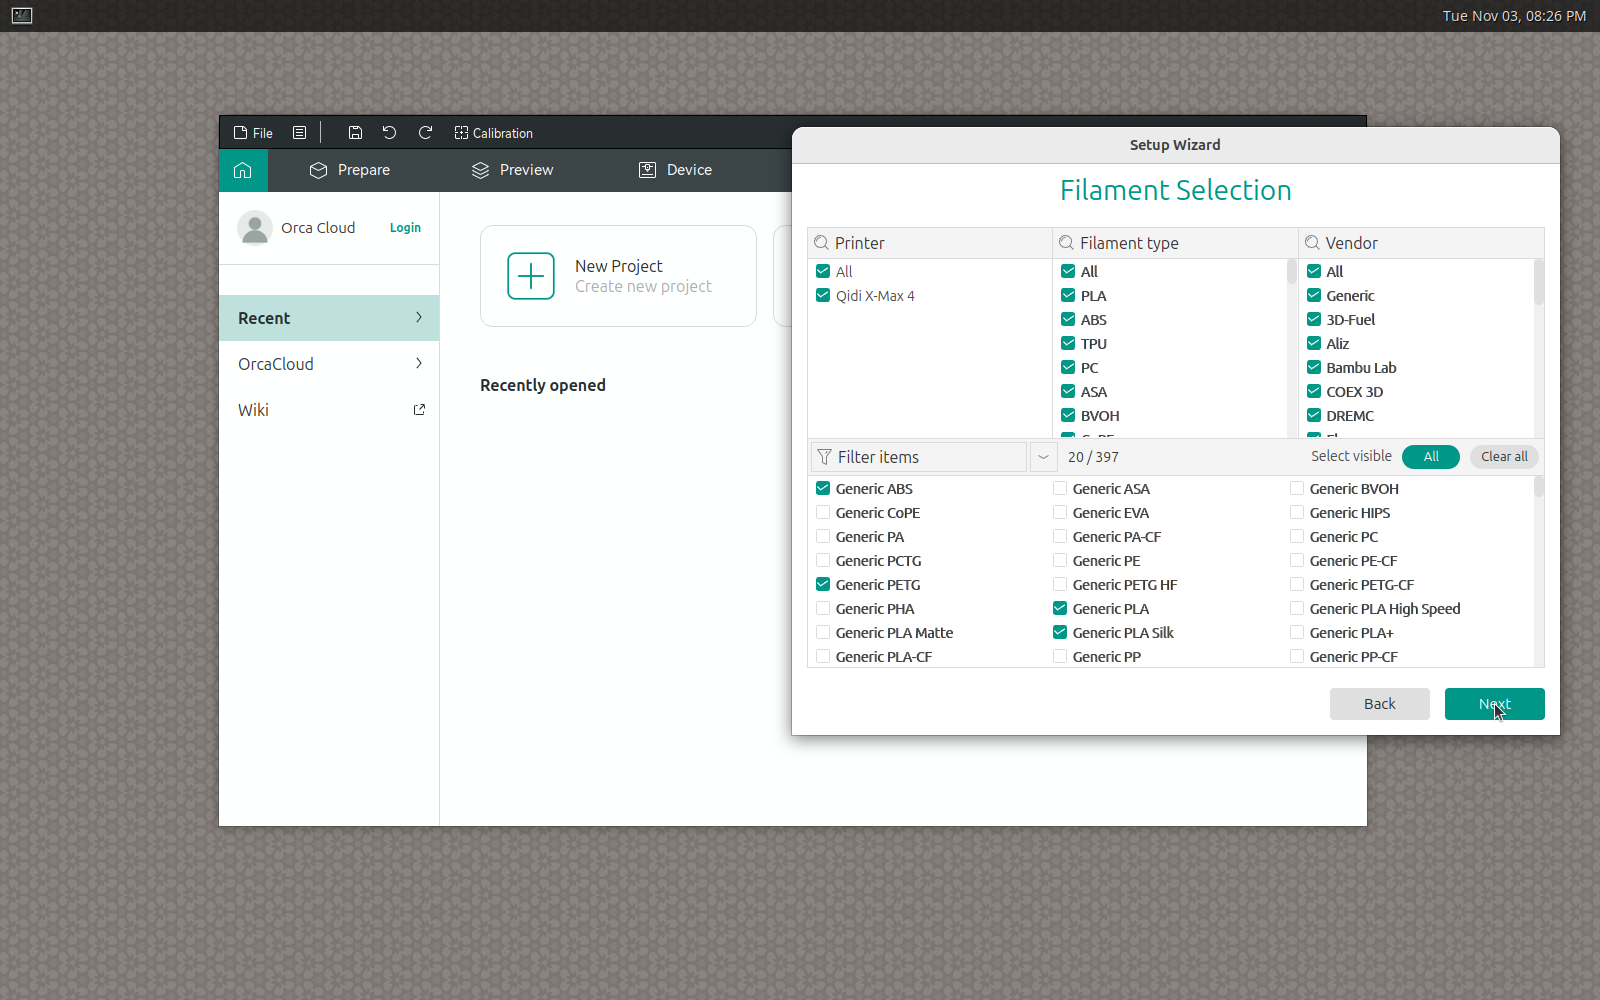 Tue Nov 03, 08:26 PM
File
Calibration
Setup Wizard
Prepare
Preview
Device
Filament Selection
Orca Cloud
Login
New Project
Create new project
Recent
OrcaCloud
Wiki
Recently opened
Printer
Filament type
Vendor
All
All
All
Qidi X-Max 4
PLA
Generic
ABS
3D-Fuel
TPU
Aliz
PC
Bambu Lab
ASA
COEX 3D
BVOH
DREMC
Filter items
20 / 397
Select visible
All
Clear all
Generic ABS
Generic ASA
Generic BVOH
Generic CoPE
Generic EVA
Generic HIPS
Generic PA
Generic PA-CF
Generic PC
Generic PCTG
Generic PE
Generic PE-CF
Generic PETG
Generic PETG HF
Generic PETG-CF
Generic PHA
Generic PLA
Generic PLA High Speed
Generic PLA Matte
Generic PLA Silk
Generic PLA+
Generic PLA-CF
Generic PP
Generic PP-CF
Back
Next